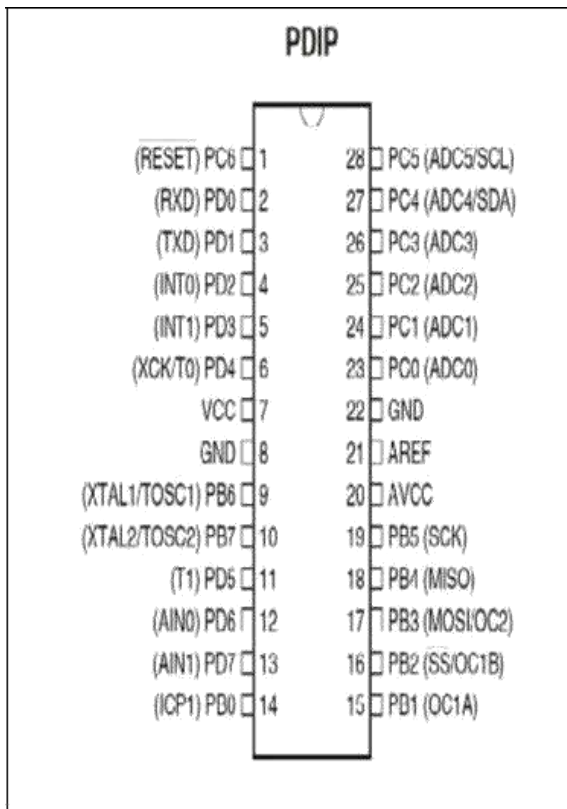 PDIP
(RESET) PC6 1 28 PC5 (ADC5/SCL)
(RXD) PD0 2 27 PC4 (ADC4/SDA)
(TXD) PD1 3 26 PC3 (ADC3)
(INT0) PD2 4 25 PC2 (ADC2)
(INT1) PD3 5 24 PC1 (ADC1)
(XCK/T0) PD4 6 23 PC0 (ADC0)
VCC 7 22 GND
GND 8 21 AREF
(XTAL1/TOSC1) PB6 9 20 AVCC
(XTAL2/TOSC2) PB7 10 19 PB5 (SCK)
(T1) PD5 11 18 PB4 (MISO)
(AIN0) PD6 12 17 PB3 (MOSI/OC2)
(AIN1) PD7 13 16 PB2 (SS/OC1B)
(ICP1) PB0 14 15 PB1 (OC1A)